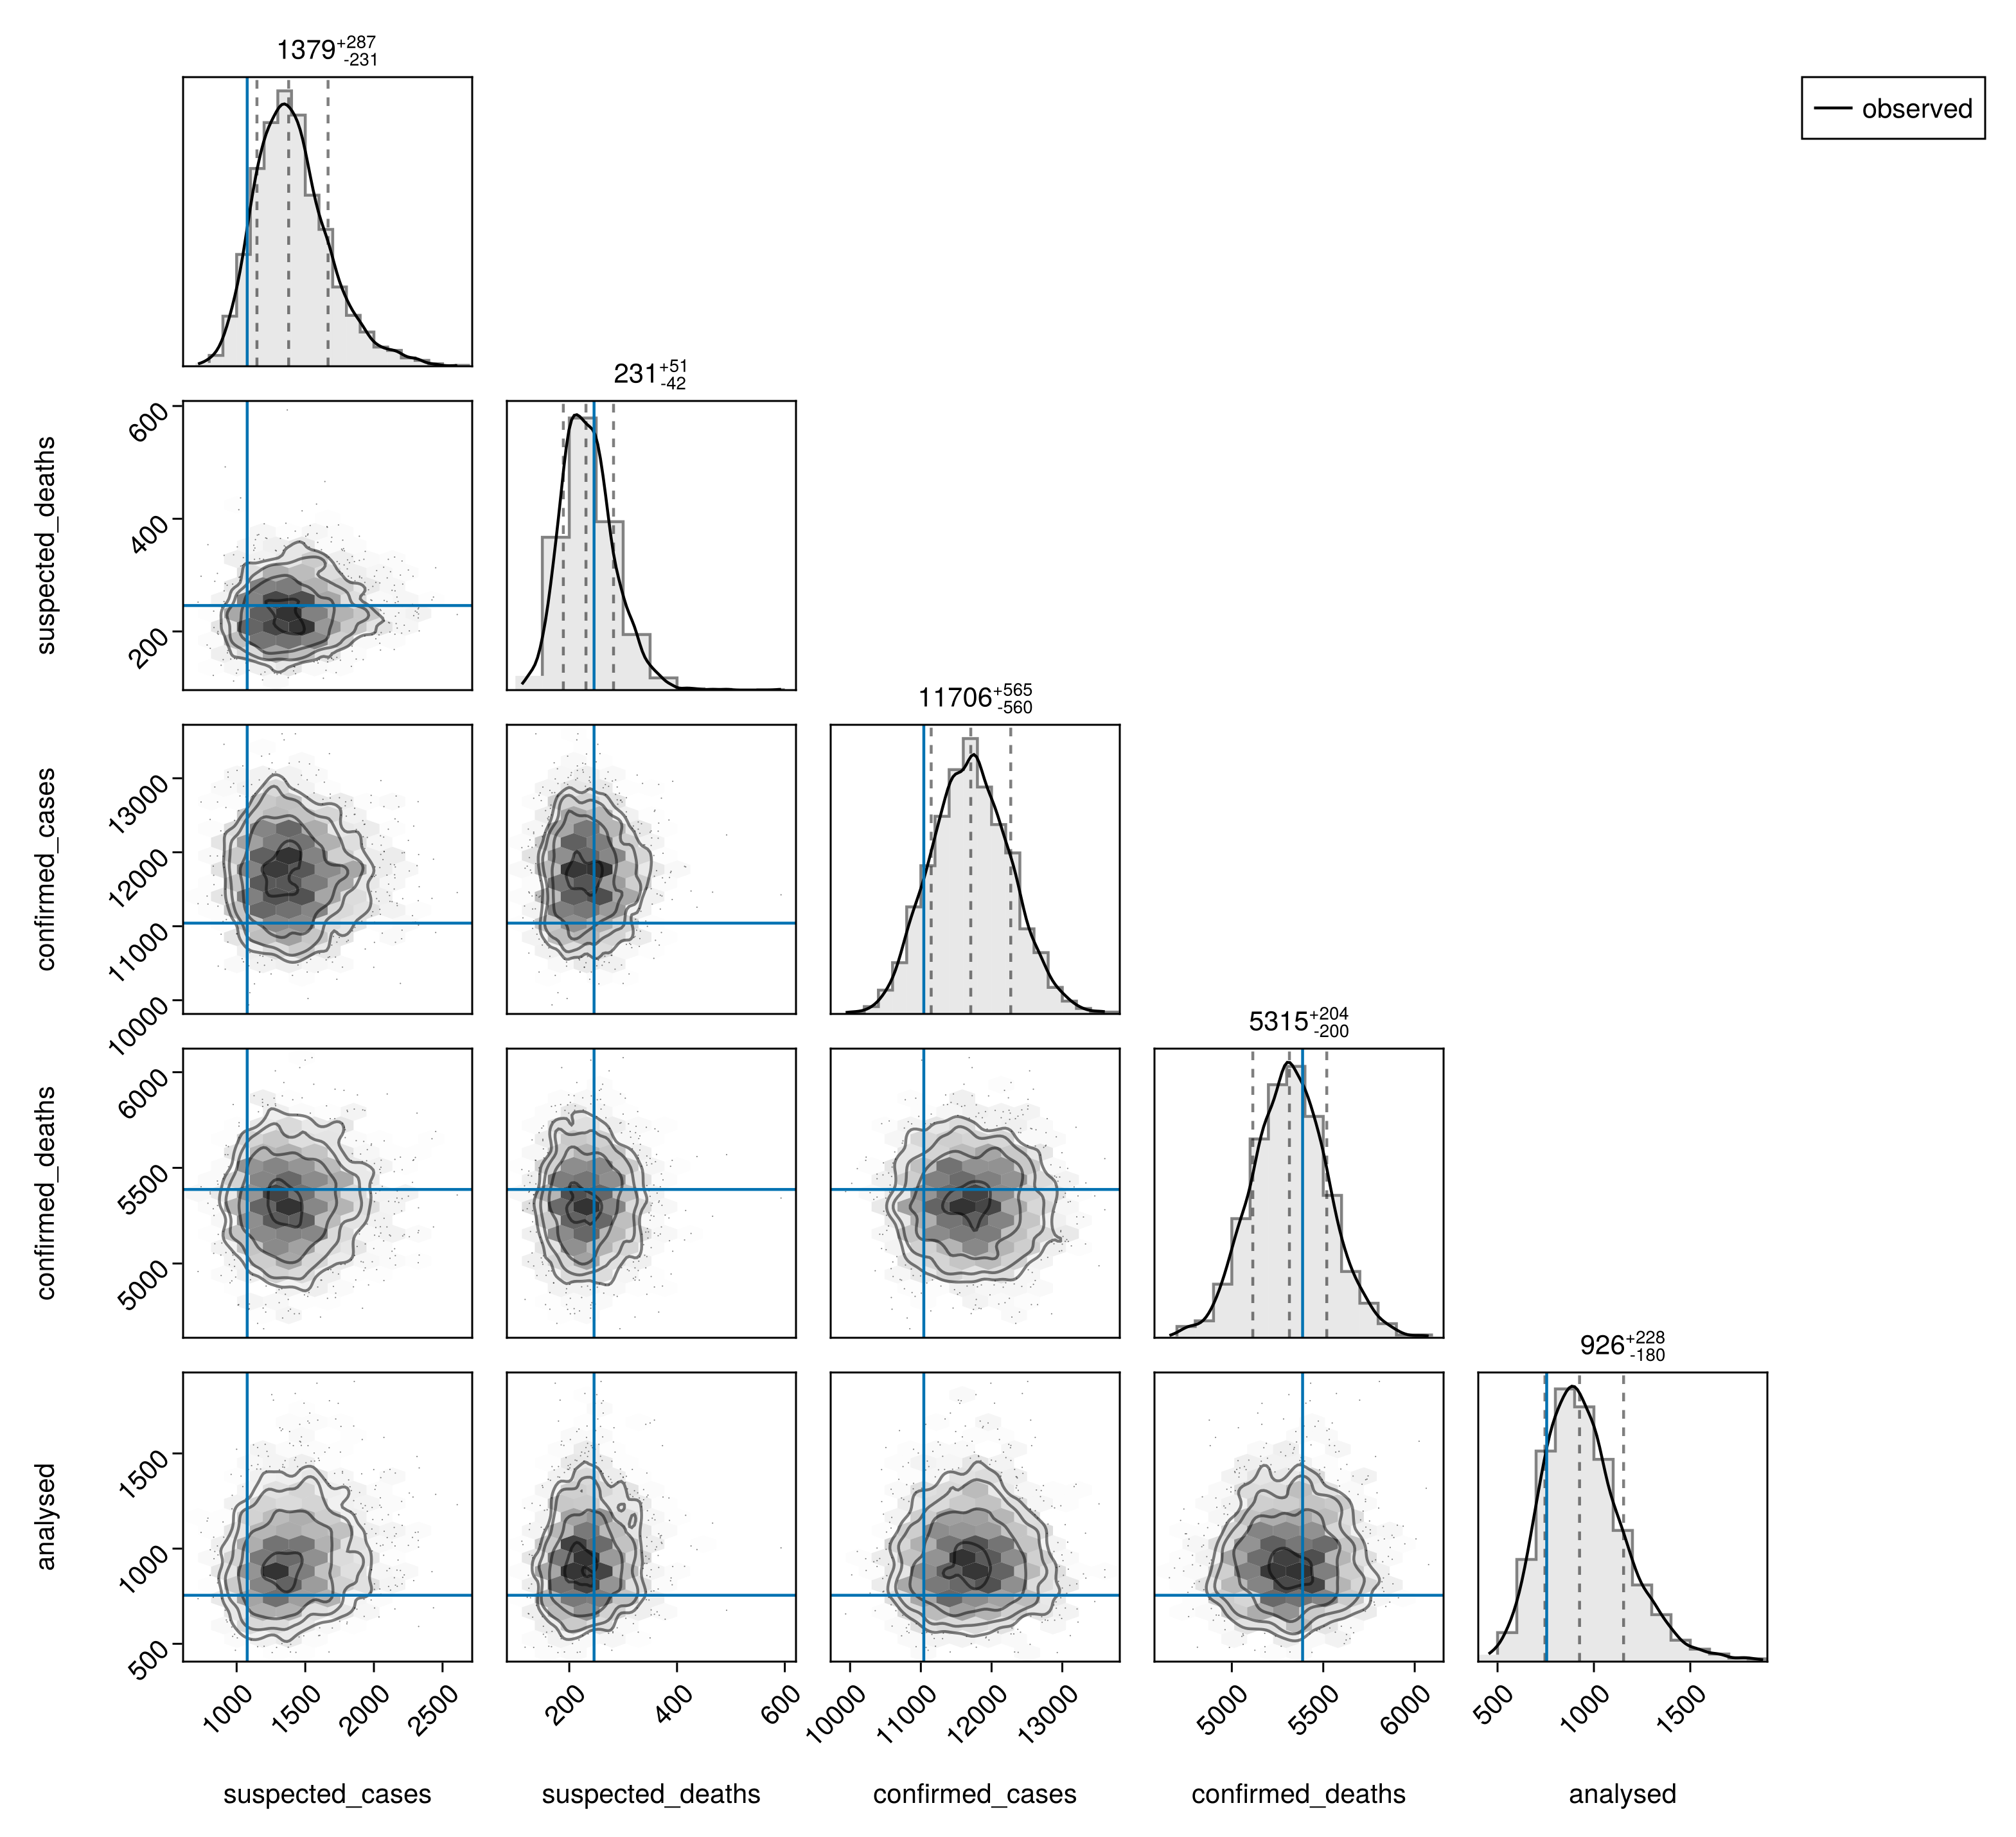 1379+287-231
observed
231+51-42
suspected_deaths
600
400
200
11706+565-560
confirmed_cases
13000
12000
11000
10000
5315+204-200
confirmed_deaths
6000
5500
5000
926+228-180
analysed
1500
1000
500
1000 1500 2000 2500
200 400 600
10000 11000 12000 13000
5000 5500 6000
500 1000 1500
suspected_cases suspected_deaths confirmed_cases confirmed_deaths analysed